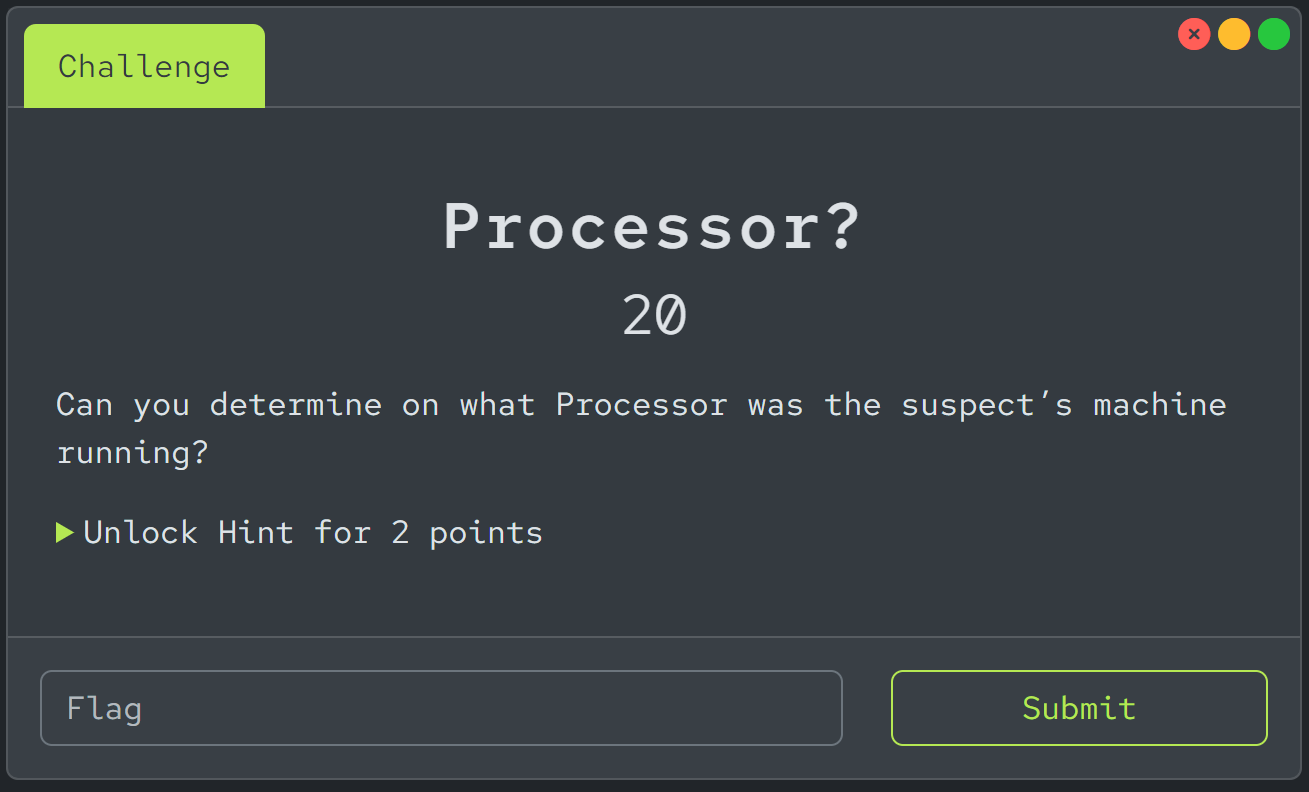 Challenge
Processor?
20
Can you determine on what Processor was the suspect’s machine
running?
Unlock Hint for 2 points
Flag
Submit